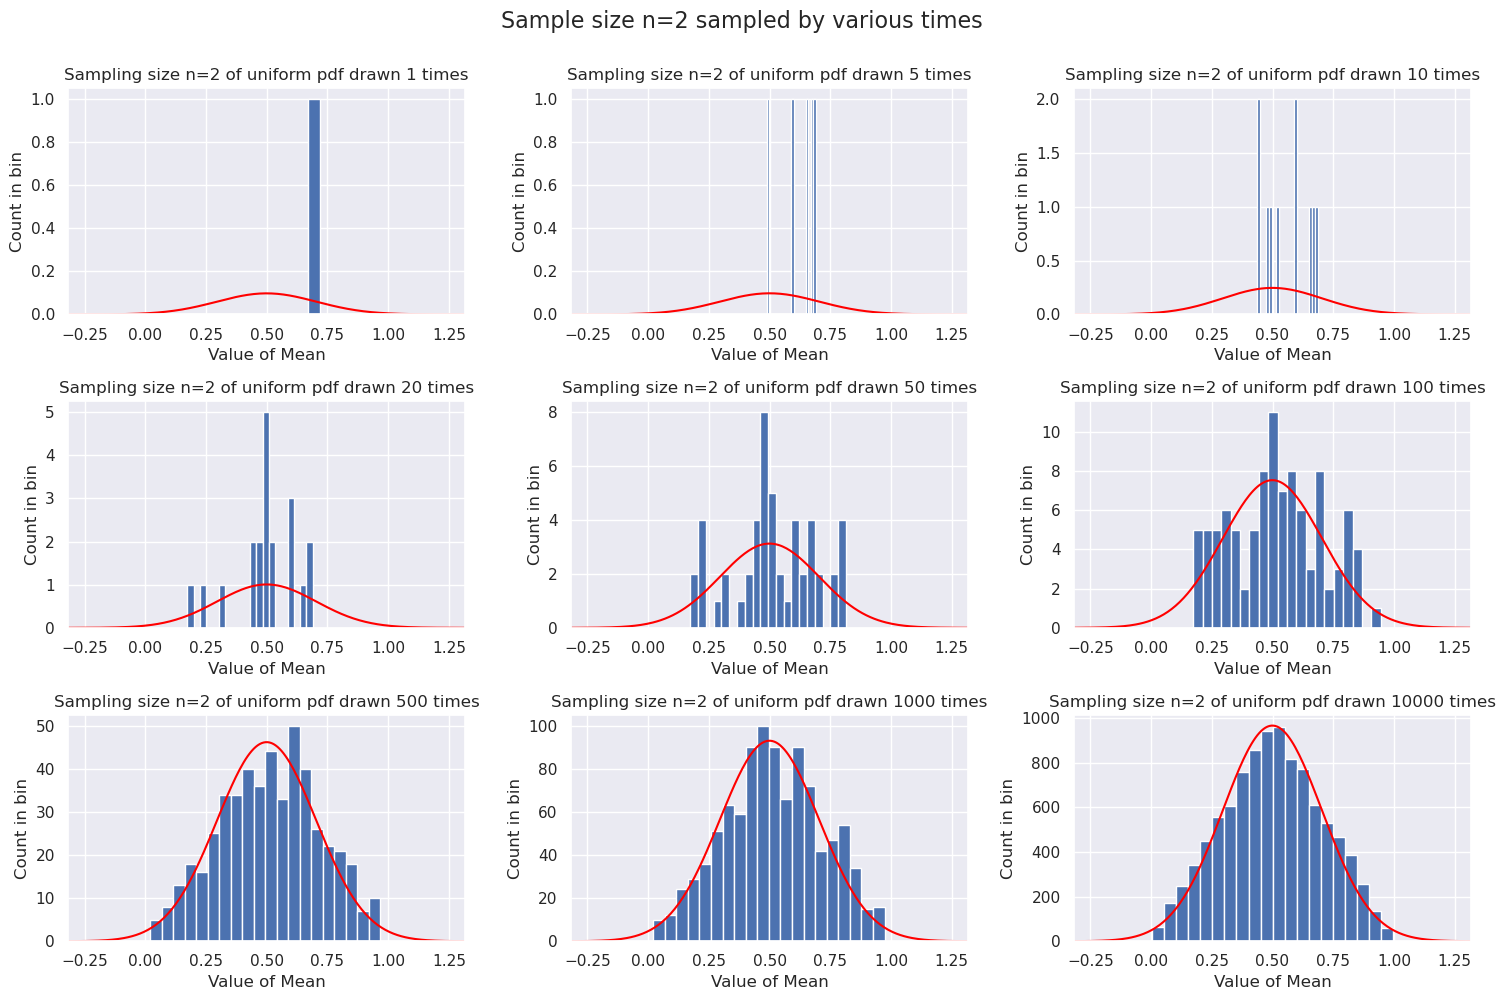 Sample size n=2 sampled by various times
Sampling size n=2 of uniform pdf drawn 1 times
Count in bin
1.0
0.8
0.6
0.4
0.2
0.0
−0.25 0.00 0.25 0.50 0.75 1.00 1.25
Value of Mean
Sampling size n=2 of uniform pdf drawn 5 times
Count in bin
1.0
0.8
0.6
0.4
0.2
0.0
−0.25 0.00 0.25 0.50 0.75 1.00 1.25
Value of Mean
Sampling size n=2 of uniform pdf drawn 10 times
Count in bin
2.0
1.5
1.0
0.5
0.0
−0.25 0.00 0.25 0.50 0.75 1.00 1.25
Value of Mean
Sampling size n=2 of uniform pdf drawn 20 times
Count in bin
5
4
3
2
1
0
−0.25 0.00 0.25 0.50 0.75 1.00 1.25
Value of Mean
Sampling size n=2 of uniform pdf drawn 50 times
Count in bin
8
6
4
2
0
−0.25 0.00 0.25 0.50 0.75 1.00 1.25
Value of Mean
Sampling size n=2 of uniform pdf drawn 100 times
Count in bin
10
8
6
4
2
0
−0.25 0.00 0.25 0.50 0.75 1.00 1.25
Value of Mean
Sampling size n=2 of uniform pdf drawn 500 times
Count in bin
50
40
30
20
10
0
−0.25 0.00 0.25 0.50 0.75 1.00 1.25
Value of Mean
Sampling size n=2 of uniform pdf drawn 1000 times
Count in bin
100
80
60
40
20
0
−0.25 0.00 0.25 0.50 0.75 1.00 1.25
Value of Mean
Sampling size n=2 of uniform pdf drawn 10000 times
Count in bin
1000
800
600
400
200
0
−0.25 0.00 0.25 0.50 0.75 1.00 1.25
Value of Mean